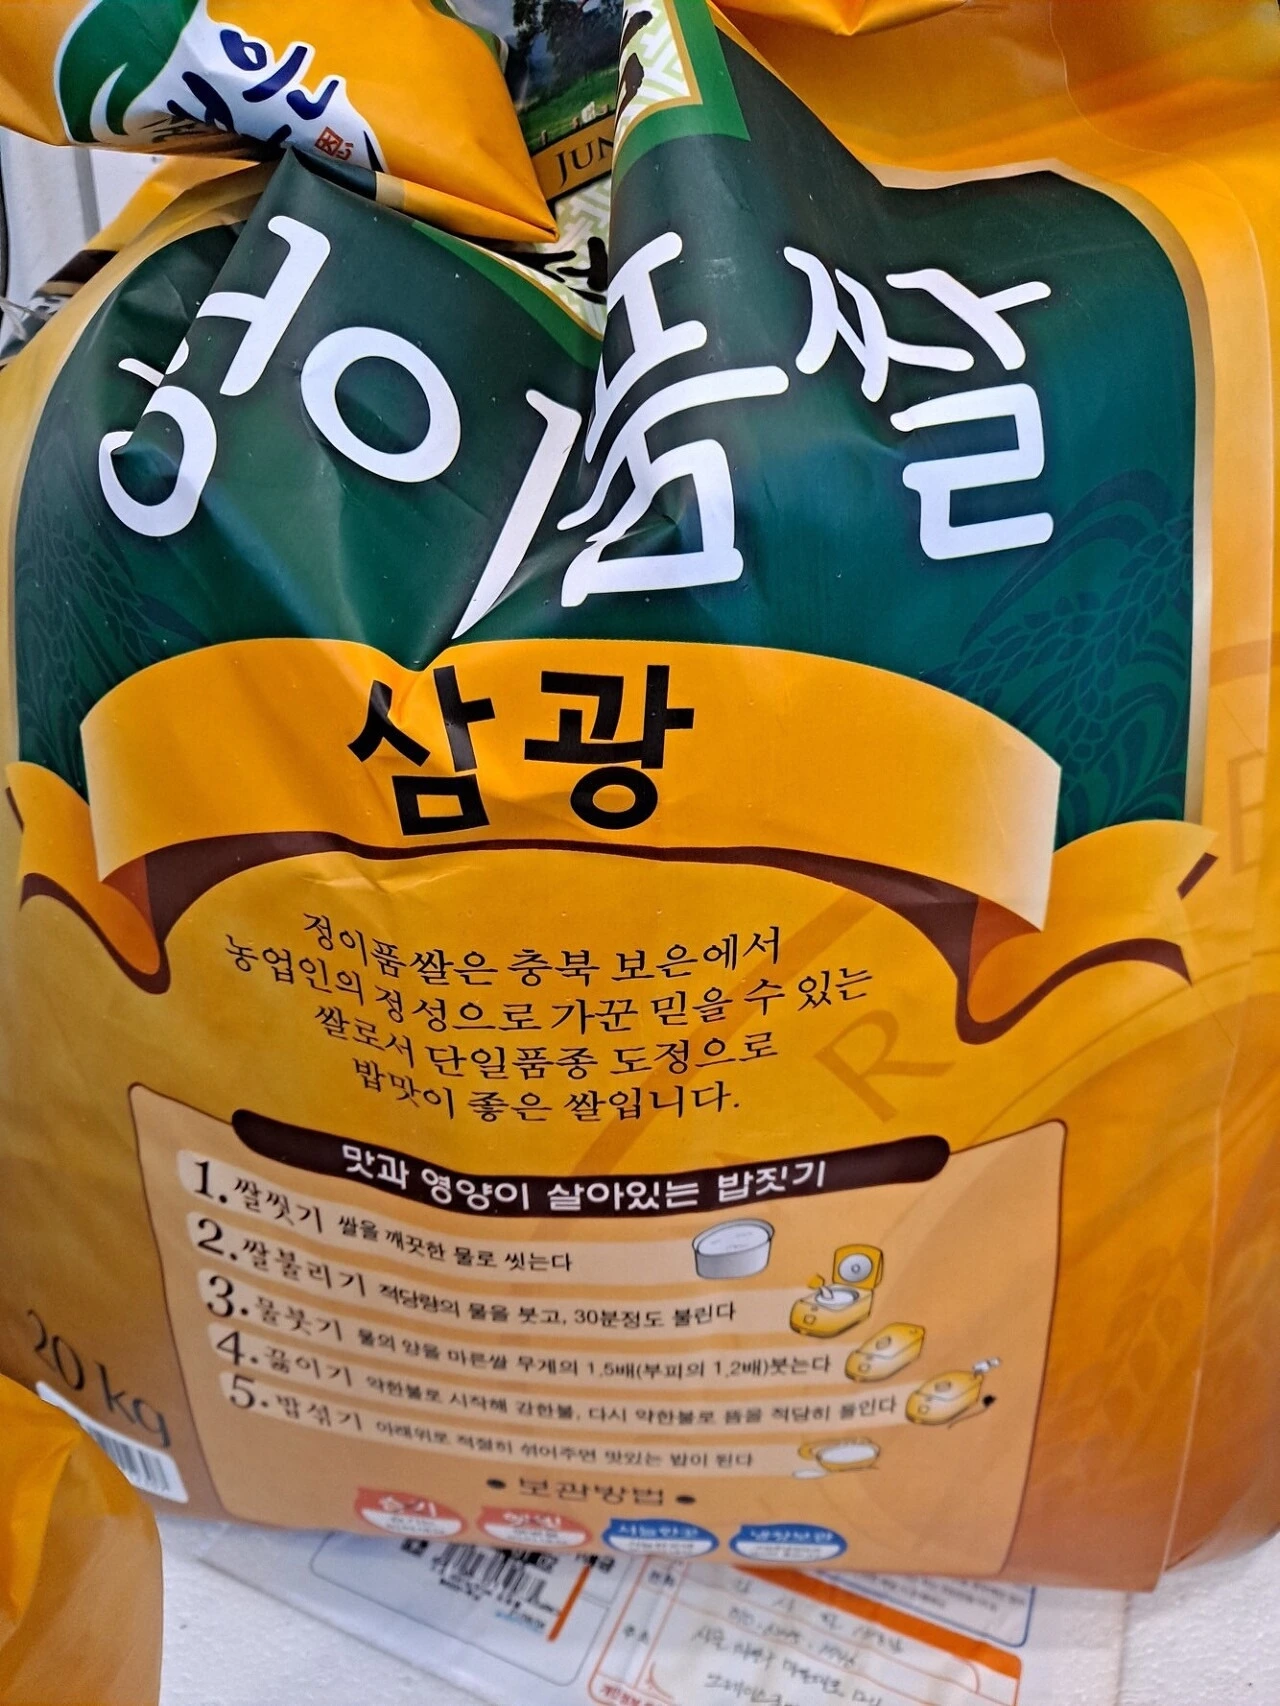 JUN
정이품쌀
삼광
정이품쌀은 충북 보은에서
농업인의 정성으로 가꾼 믿을 수 있는
쌀로서 단일품종 도정으로
밥맛이 좋은 쌀입니다.
맛과 영양이 살아있는 밥짓기
1.쌀씻기 쌀을 깨끗한 물로 씻는다
2.쌀불리기 적당량의 물을 붓고, 30분정도 불린다
3.물붓기 물의 양을 마른쌀 무게의 1.5배(부피의 1.2배)붓는다
4.끓이기 약한불로 시작해 강한불, 다시 약한불로 뜸을 적당히 들인다
5.밥섞기 아래위로 적절히 섞어주면 맛있는 밥이 된다
20kg
• 보관방법 •
습기
햇빛
서늘한곳
냉장보관